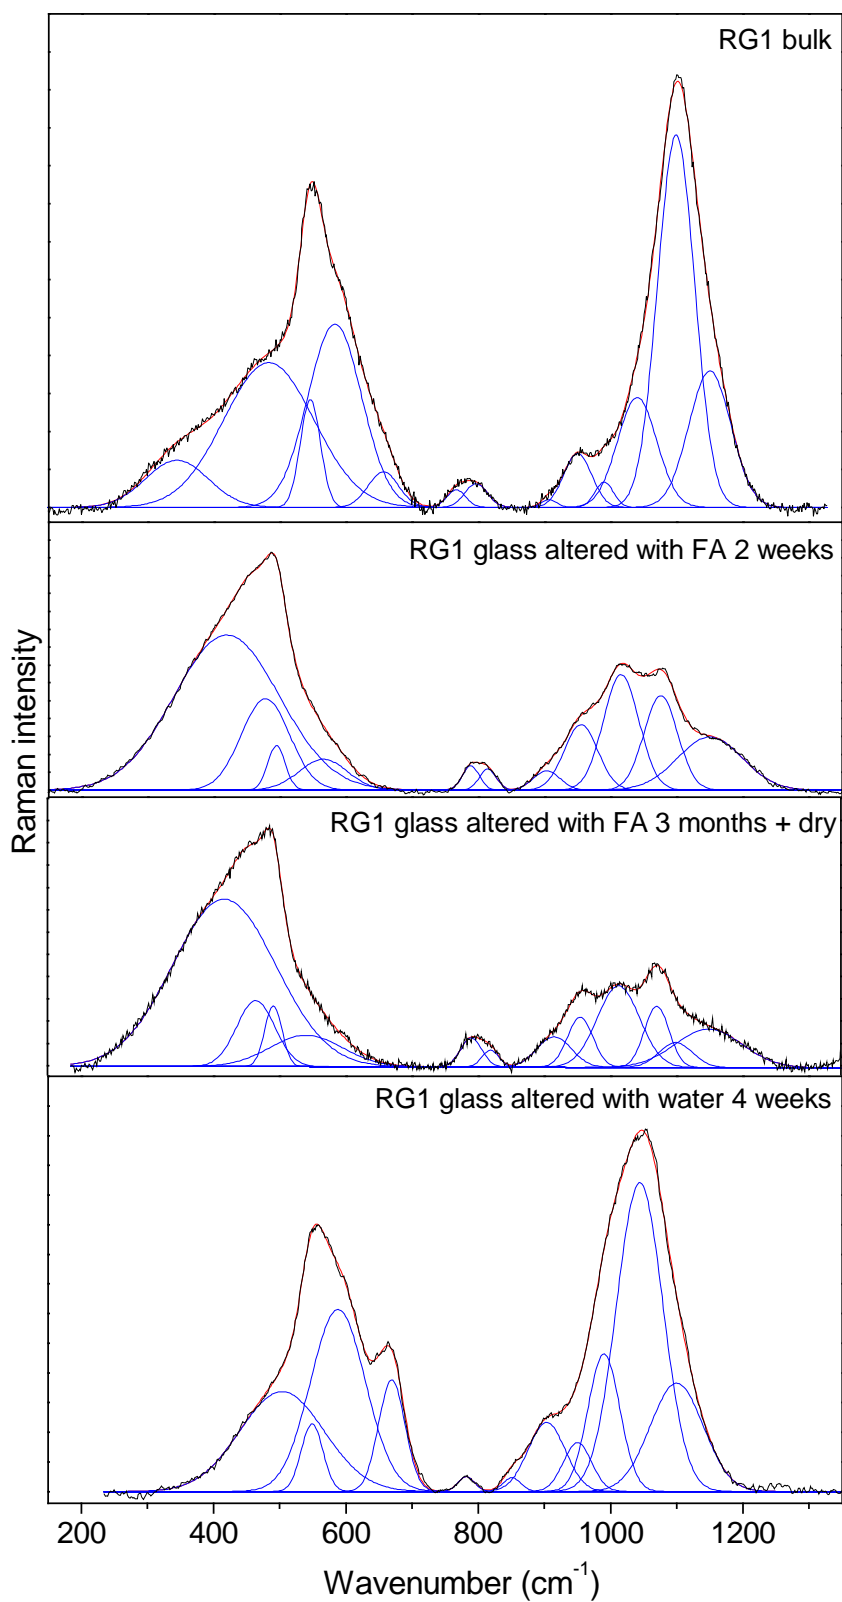 RG1 bulk
RG1 glass altered with FA 2 weeks
RG1 glass altered with FA 3 months + dry
RG1 glass altered with water 4 weeks
Raman intensity
200 400 600 800 1000 1200
Wavenumber (cm⁻¹)